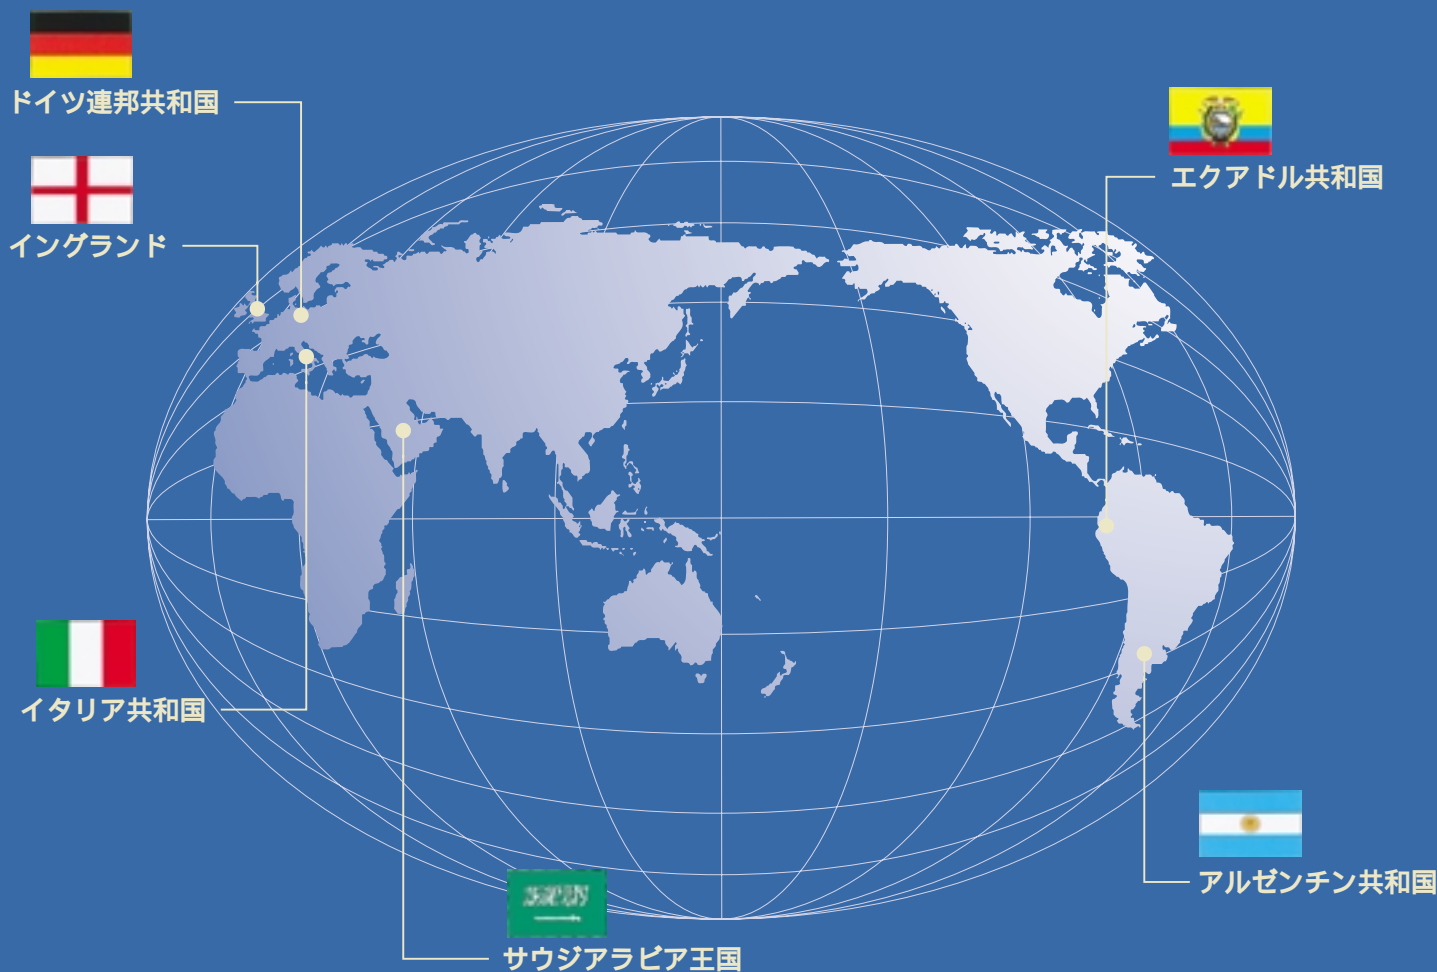 ドイツ連邦共和国
イングランド
エクアドル共和国
イタリア共和国
アルゼンチン共和国
サウジアラビア王国